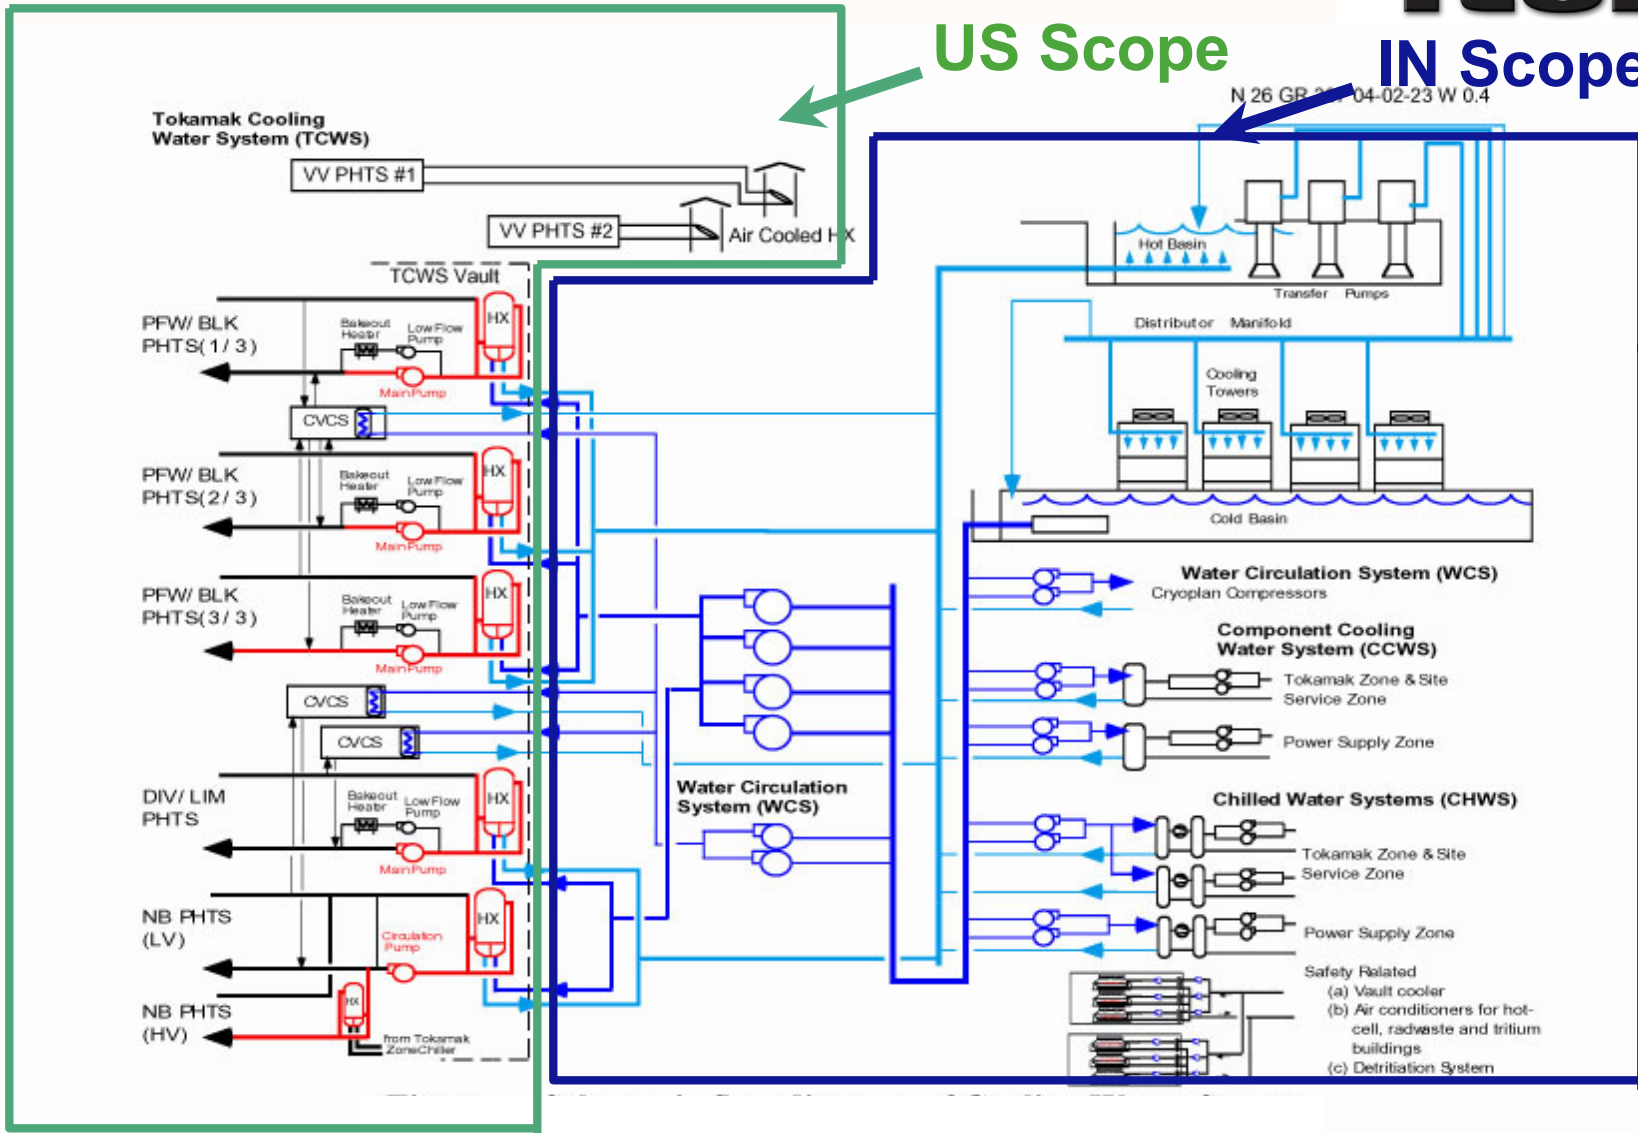 US Scope
IN Scope
N 26 GR 04-02-23 W 0.4
Tokamak Cooling
Water System (TCWS)
VV PHTS #1
VV PHTS #2
Air Cooled HX
TCWS Vault
Hot Basin
Transfer Pumps
Distributor Manifold
Cooling
Towers
Cold Basin
PFW/ BLK
PHTS(1/3)
Bakeout
Heater
Low Flow
Pump
HX
Main Pump
CVCS
PFW/ BLK
PHTS(2/3)
Bakeout
Heater
Low Flow
Pump
HX
Main Pump
PFW/ BLK
PHTS(3/3)
Bakeout
Heater
Low Flow
Pump
HX
Main Pump
CVCS
CVCS
DIV/ LIM
PHTS
Bakeout
Heater
Low Flow
Pump
HX
Main Pump
NB PHTS
(LV)
Circulation
Pump
HX
NB PHTS
(HV)
HX
from Tokamak
ZoneChiller
Water Circulation
System (WCS)
Water Circulation System (WCS)
Cryoplan Compressors
Component Cooling
Water System (CCWS)
Tokamak Zone & Site
Service Zone
Power Supply Zone
Chilled Water Systems (CHWS)
Tokamak Zone & Site
Service Zone
Power Supply Zone
Safety Related
(a) Vault cooler
(b) Air conditioners for hot-
cell, radwaste and tritium
buildings
(c) Detritiation System